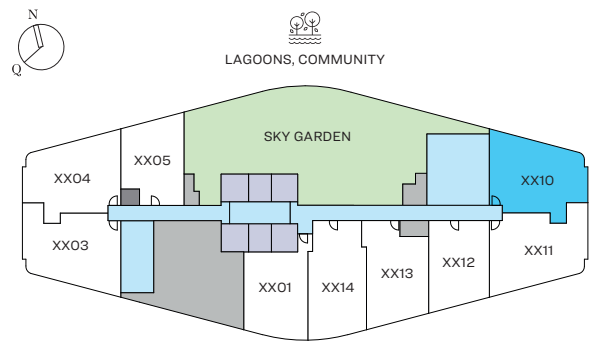 N
Q
LAGOONS, COMMUNITY
SKY GARDEN
XX05
XX04
XX10
XX03
XX11
XX12
XX13
XX01
XX14